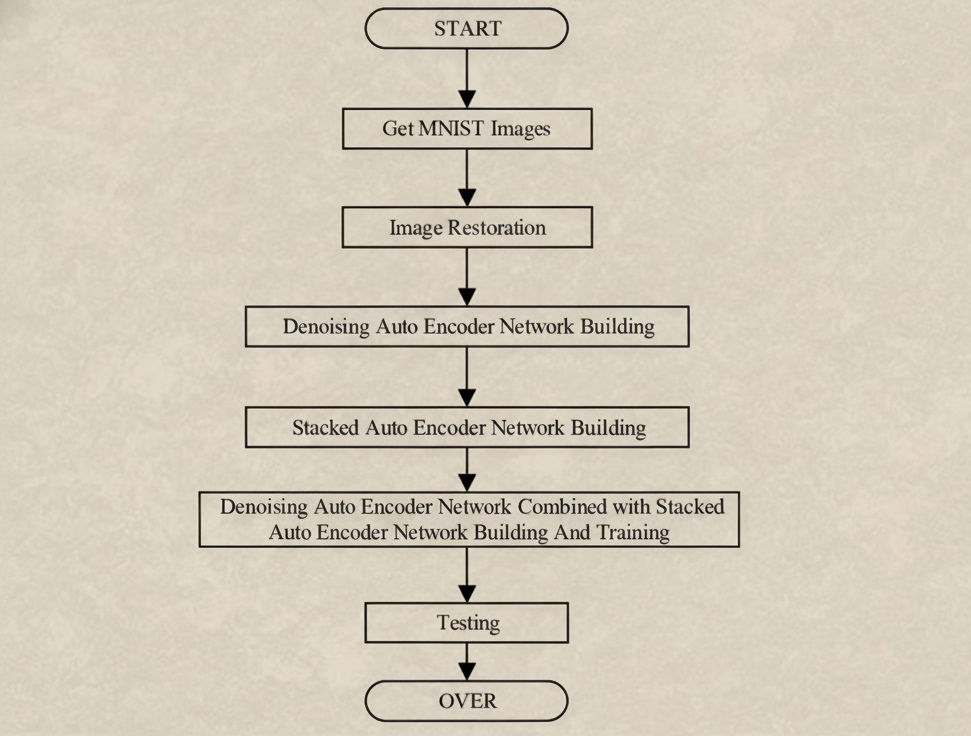 START
Get MNIST Images
Image Restoration
Denoising Auto Encoder Network Building
Stacked Auto Encoder Network Building
Denoising Auto Encoder Network Combined with Stacked
Auto Encoder Network Building And Training
Testing
OVER